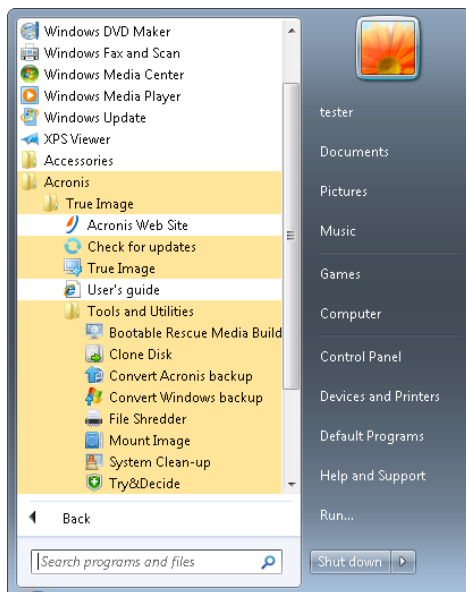 Windows DVD Maker
Windows Fax and Scan
Windows Media Center
Windows Media Player
Windows Update
XPS Viewer
Accessories
Acronis
True Image
Acronis Web Site
Check for updates
True Image
User's guide
Tools and Utilities
Bootable Rescue Media Build
Clone Disk
Convert Acronis backup
Convert Windows backup
File Shredder
Mount Image
System Clean-up
Try&Decide
Back
Search programs and files
tester
Documents
Pictures
Music
Games
Computer
Control Panel
Devices and Printers
Default Programs
Help and Support
Run...
Shut down